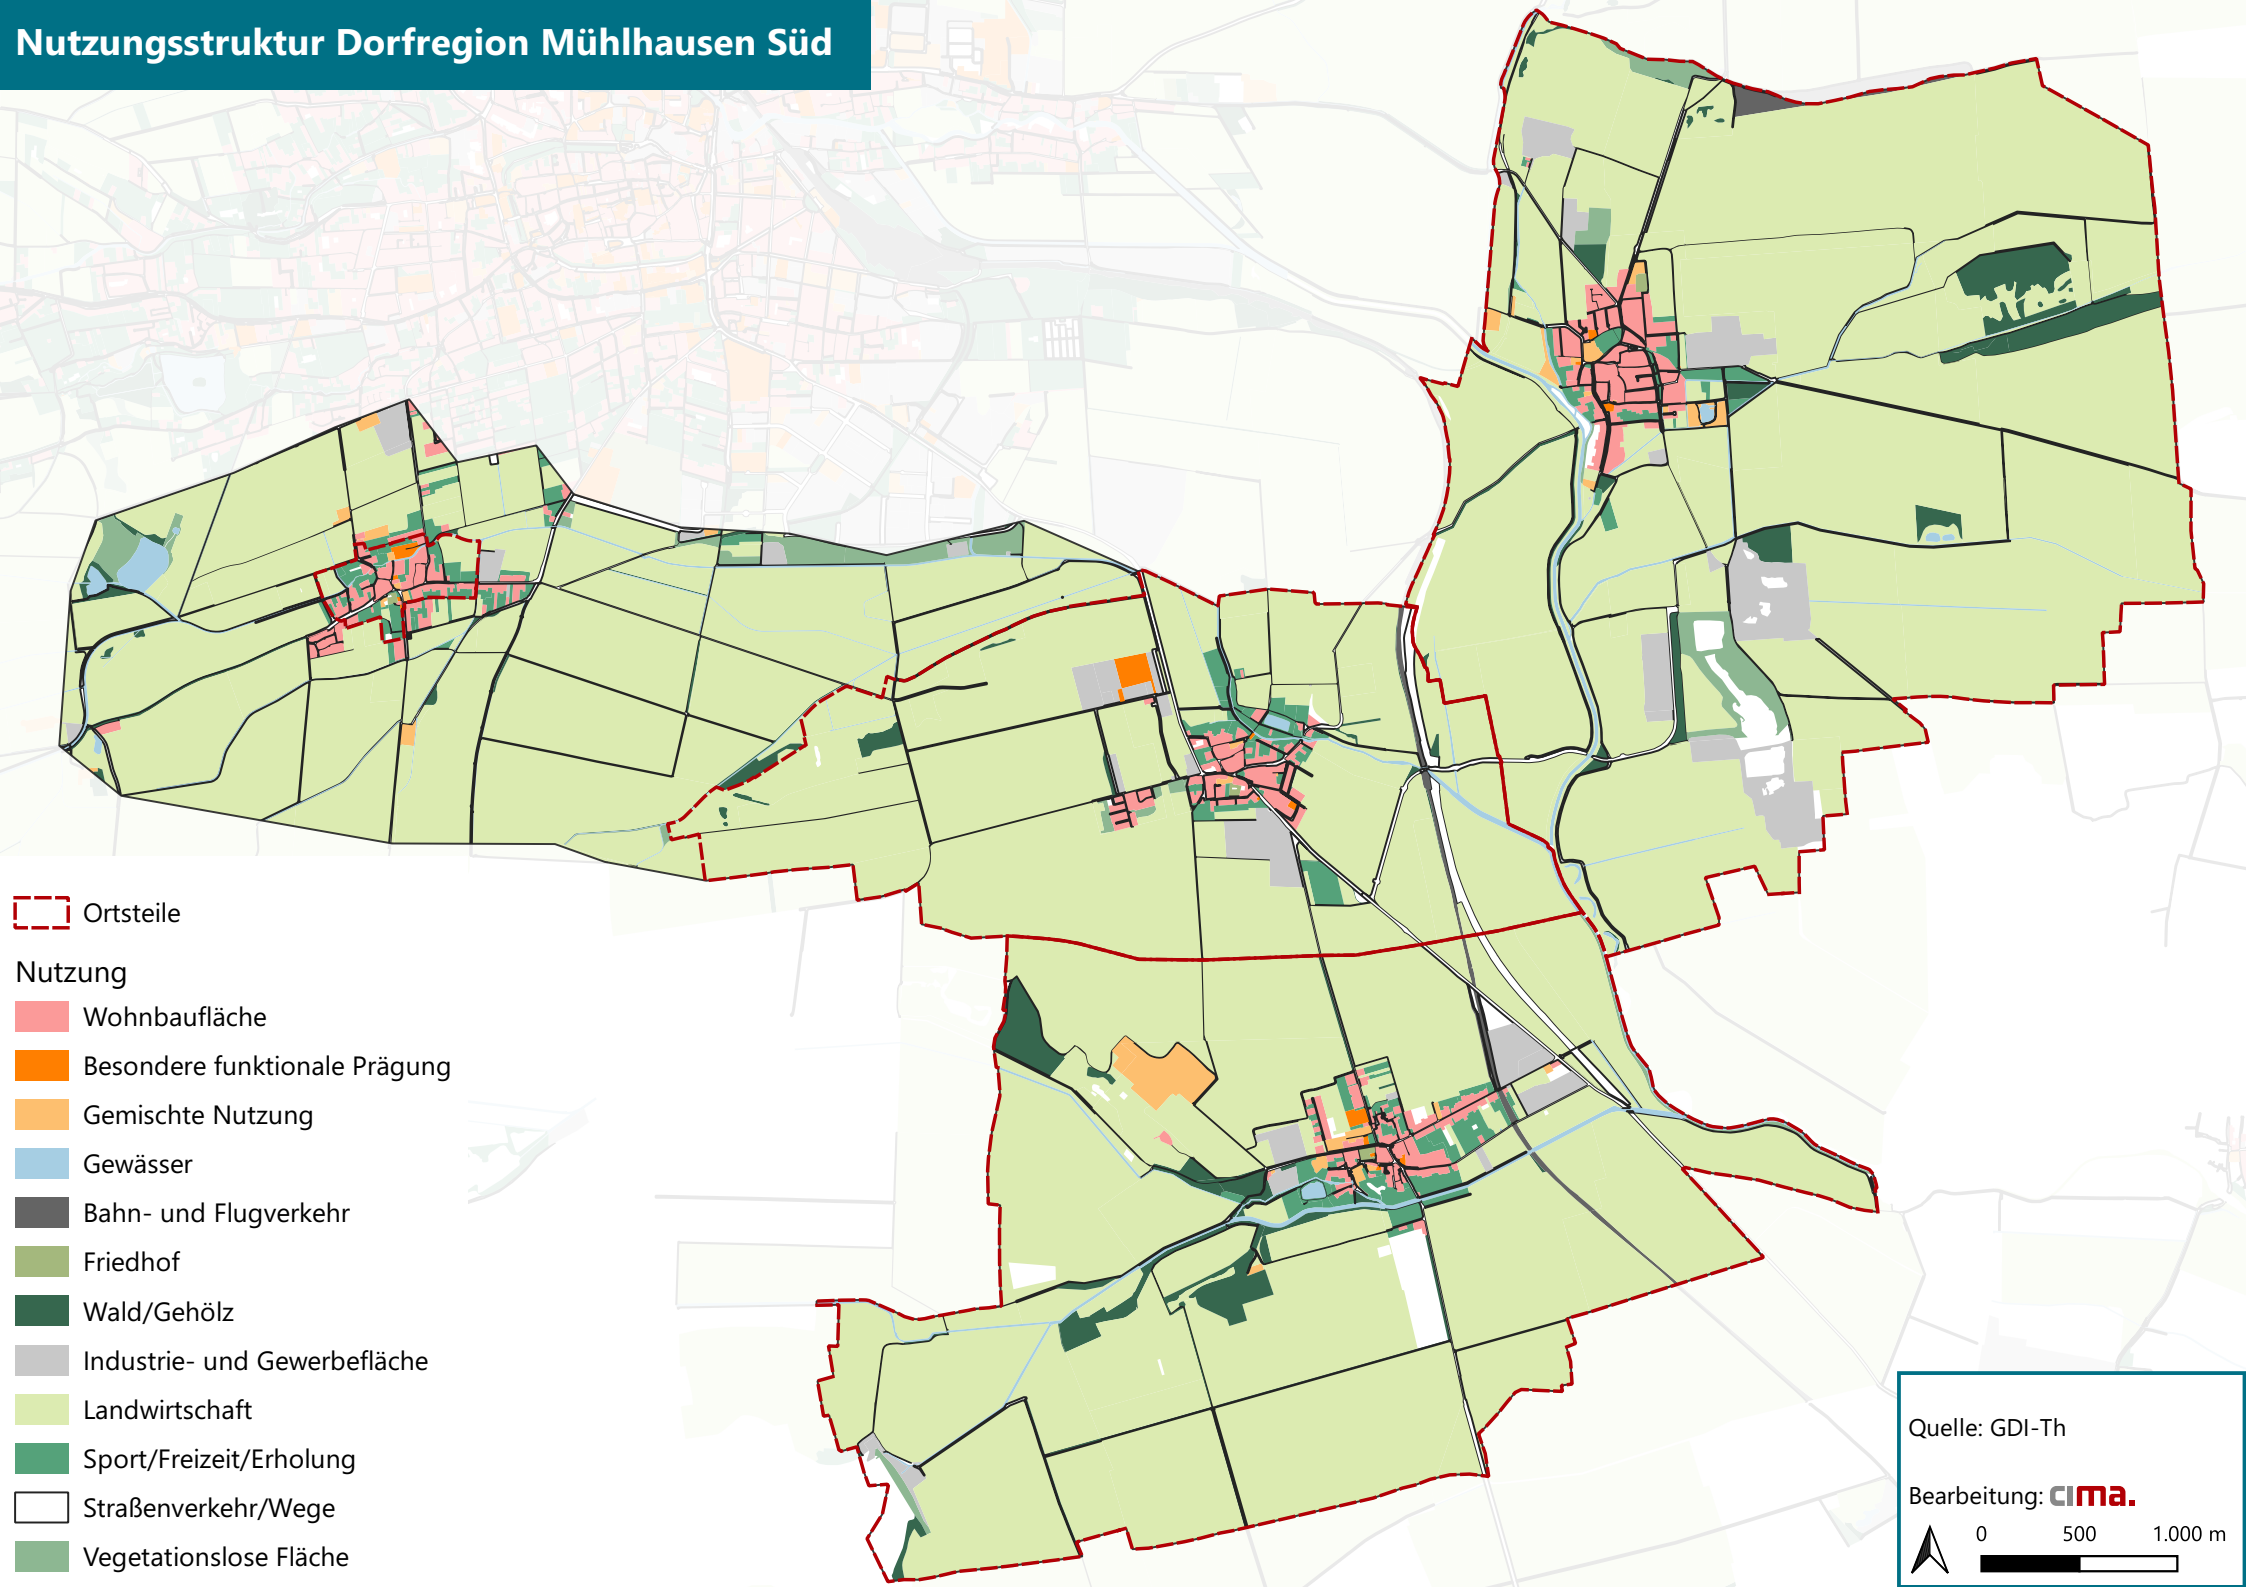 Nutzungsstruktur Dorfregion Mühlhausen Süd
Ortsteile
Nutzung
Wohnbaufläche
Besondere funktionale Prägung
Gemischte Nutzung
Gewässer
Bahn- und Flugverkehr
Friedhof
Wald/Gehölz
Industrie- und Gewerbefläche
Landwirtschaft
Sport/Freizeit/Erholung
Straßenverkehr/Wege
Vegetationslose Fläche
Quelle: GDI-Th
Bearbeitung: cima.
0 500 1.000 m